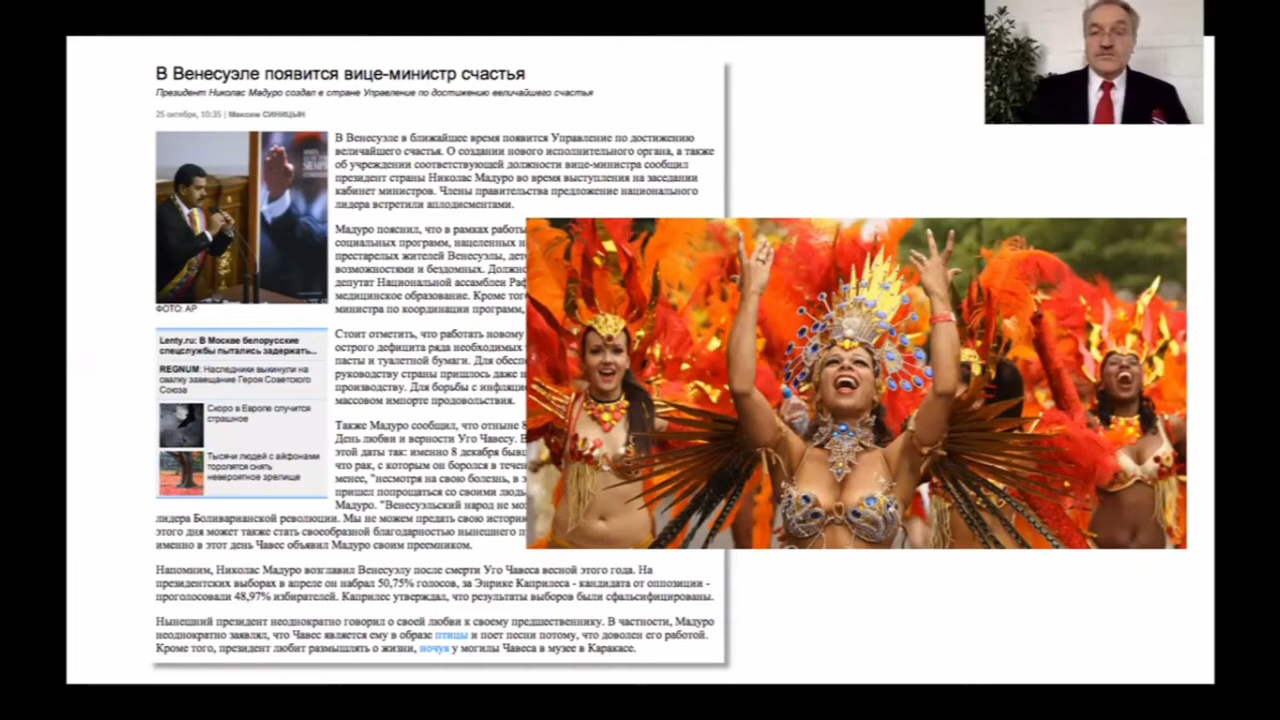 В Венесуэле появится вице-министр счастья
Президент Николас Мадуро создал в стране Управление по достижению величайшего счастья
25 октября, 10:35 | Максим СИНИЦЫН
В Венесуэле в ближайшее время появится Управление по достижению
величайшего счастья. О создании нового исполнительного органа, а также
об учреждении соответствующей должности вице-министра сообщил
президент страны Николас Мадуро во время выступления на заседании
кабинет министров. Члены правительства предложение национального
лидера встретили аплодисментами.
Мадуро пояснил, что в рамках работы
социальных программ, нацеленных н
престарелых жителей Венесуэлы, дет
возможностями и бездомных. Должно
депутат Национальной ассамблеи Раф
медицинское образование. Кроме того
министра по координации программ,
ФОТО: AP
Lenty.ru: В Москве белорусские
спецслужбы пытались задержать...
REGNUM: Наследники выкинули на
свалку завещание Героя Советского
Союза
Скоро в Европе случится
страшное
Тысячи людей с айфонами
торопятся снять
невероятное зрелище
Стоит отметить, что работать новому
острого дефицита ряда необходимых
пасты и туалетной бумаги. Для обеспе
руководству страны пришлось даже н
производству. Для борьбы с инфляци
массовом импорте продовольствия.
Также Мадуро сообщил, что отныне 8
День любви и верности Уго Чавесу. В
этой даты так: именно 8 декабря бывш
что рак, с которым он боролся в течен
менее, "несмотря на свою болезнь, в э
пришел попрощаться со своими людь
Мадуро. "Венесуэльский народ не мо
лидера Боливарианской революции. Мы не можем предать свою историю
этого дня может также стать своеобразной благодарностью нынешнего п
именно в этот день Чавес объявил Мадуро своим преемником.
Напомним, Николас Мадуро возглавил Венесуэлу после смерти Уго Чавеса весной этого года. На
президентских выборах в апреле он набрал 50,75% голосов, за Энрике Каприлеса - кандидата от оппозиции -
проголосовали 48,97% избирателей. Каприлес утверждал, что результаты выборов были сфальсифицированы.
Нынешний президент неоднократно говорил о своей любви к своему предшественнику. В частности, Мадуро
неоднократно заявлял, что Чавес является ему в образе птицы и поет песни потому, что доволен его работой.
Кроме того, президент любит размышлять о жизни, ночуя у могилы Чавеса в музее в Каракасе.